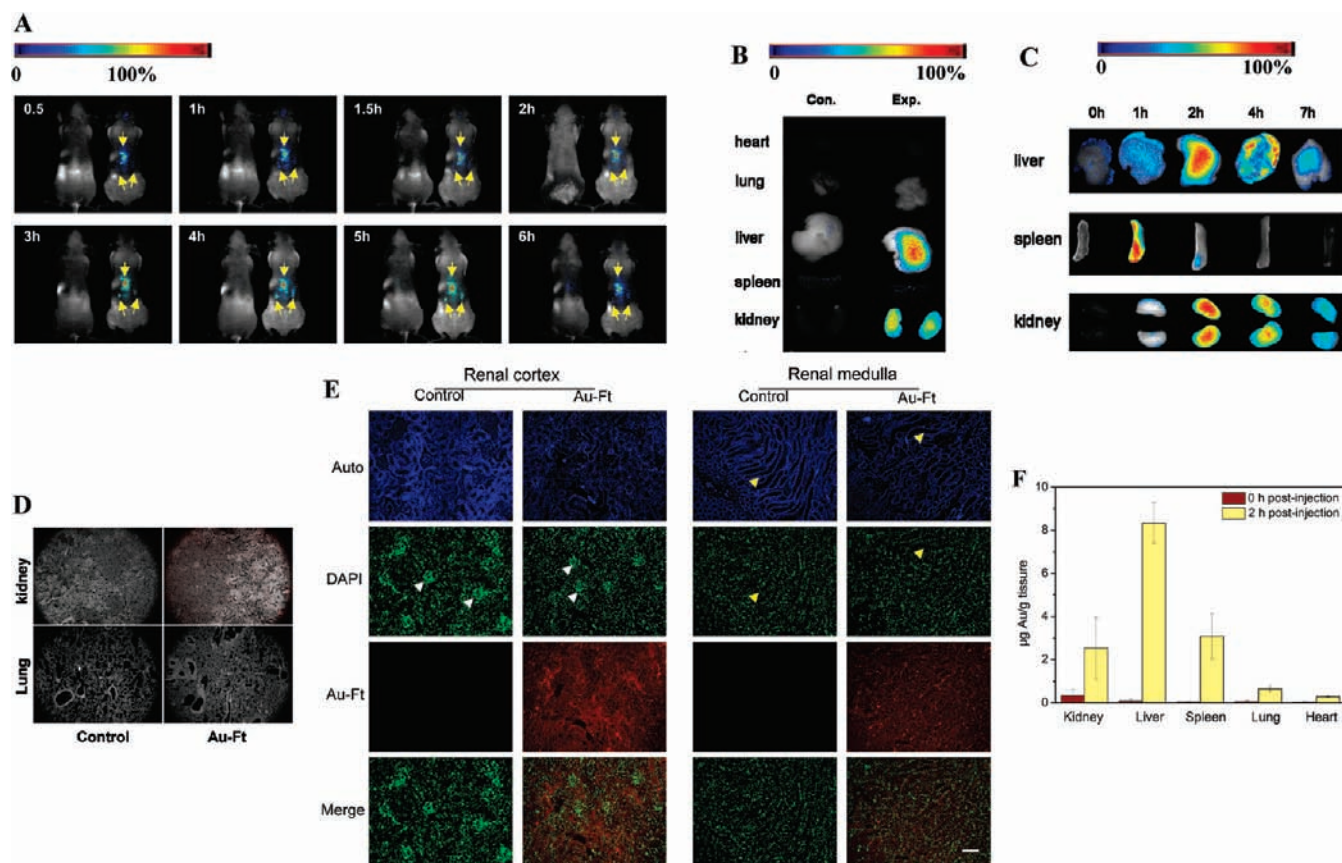 A
0 100%
0.5 1h 1.5h 2h
3h 4h 5h 6h
B
0 100%
Con. Exp.
heart
lung
liver
spleen
kidney
C
0 100%
0h 1h 2h 4h 7h
liver
spleen
kidney
D
kidney
Lung
Control Au-Ft
E
Renal cortex Renal medulla
Control Au-Ft Control Au-Ft
Auto
DAPI
Au-Ft
Merge
F
0 h post-injection
2 h post-injection
µg Au/g tissure
10
8
6
4
2
0
Kidney Liver Spleen Lung Heart